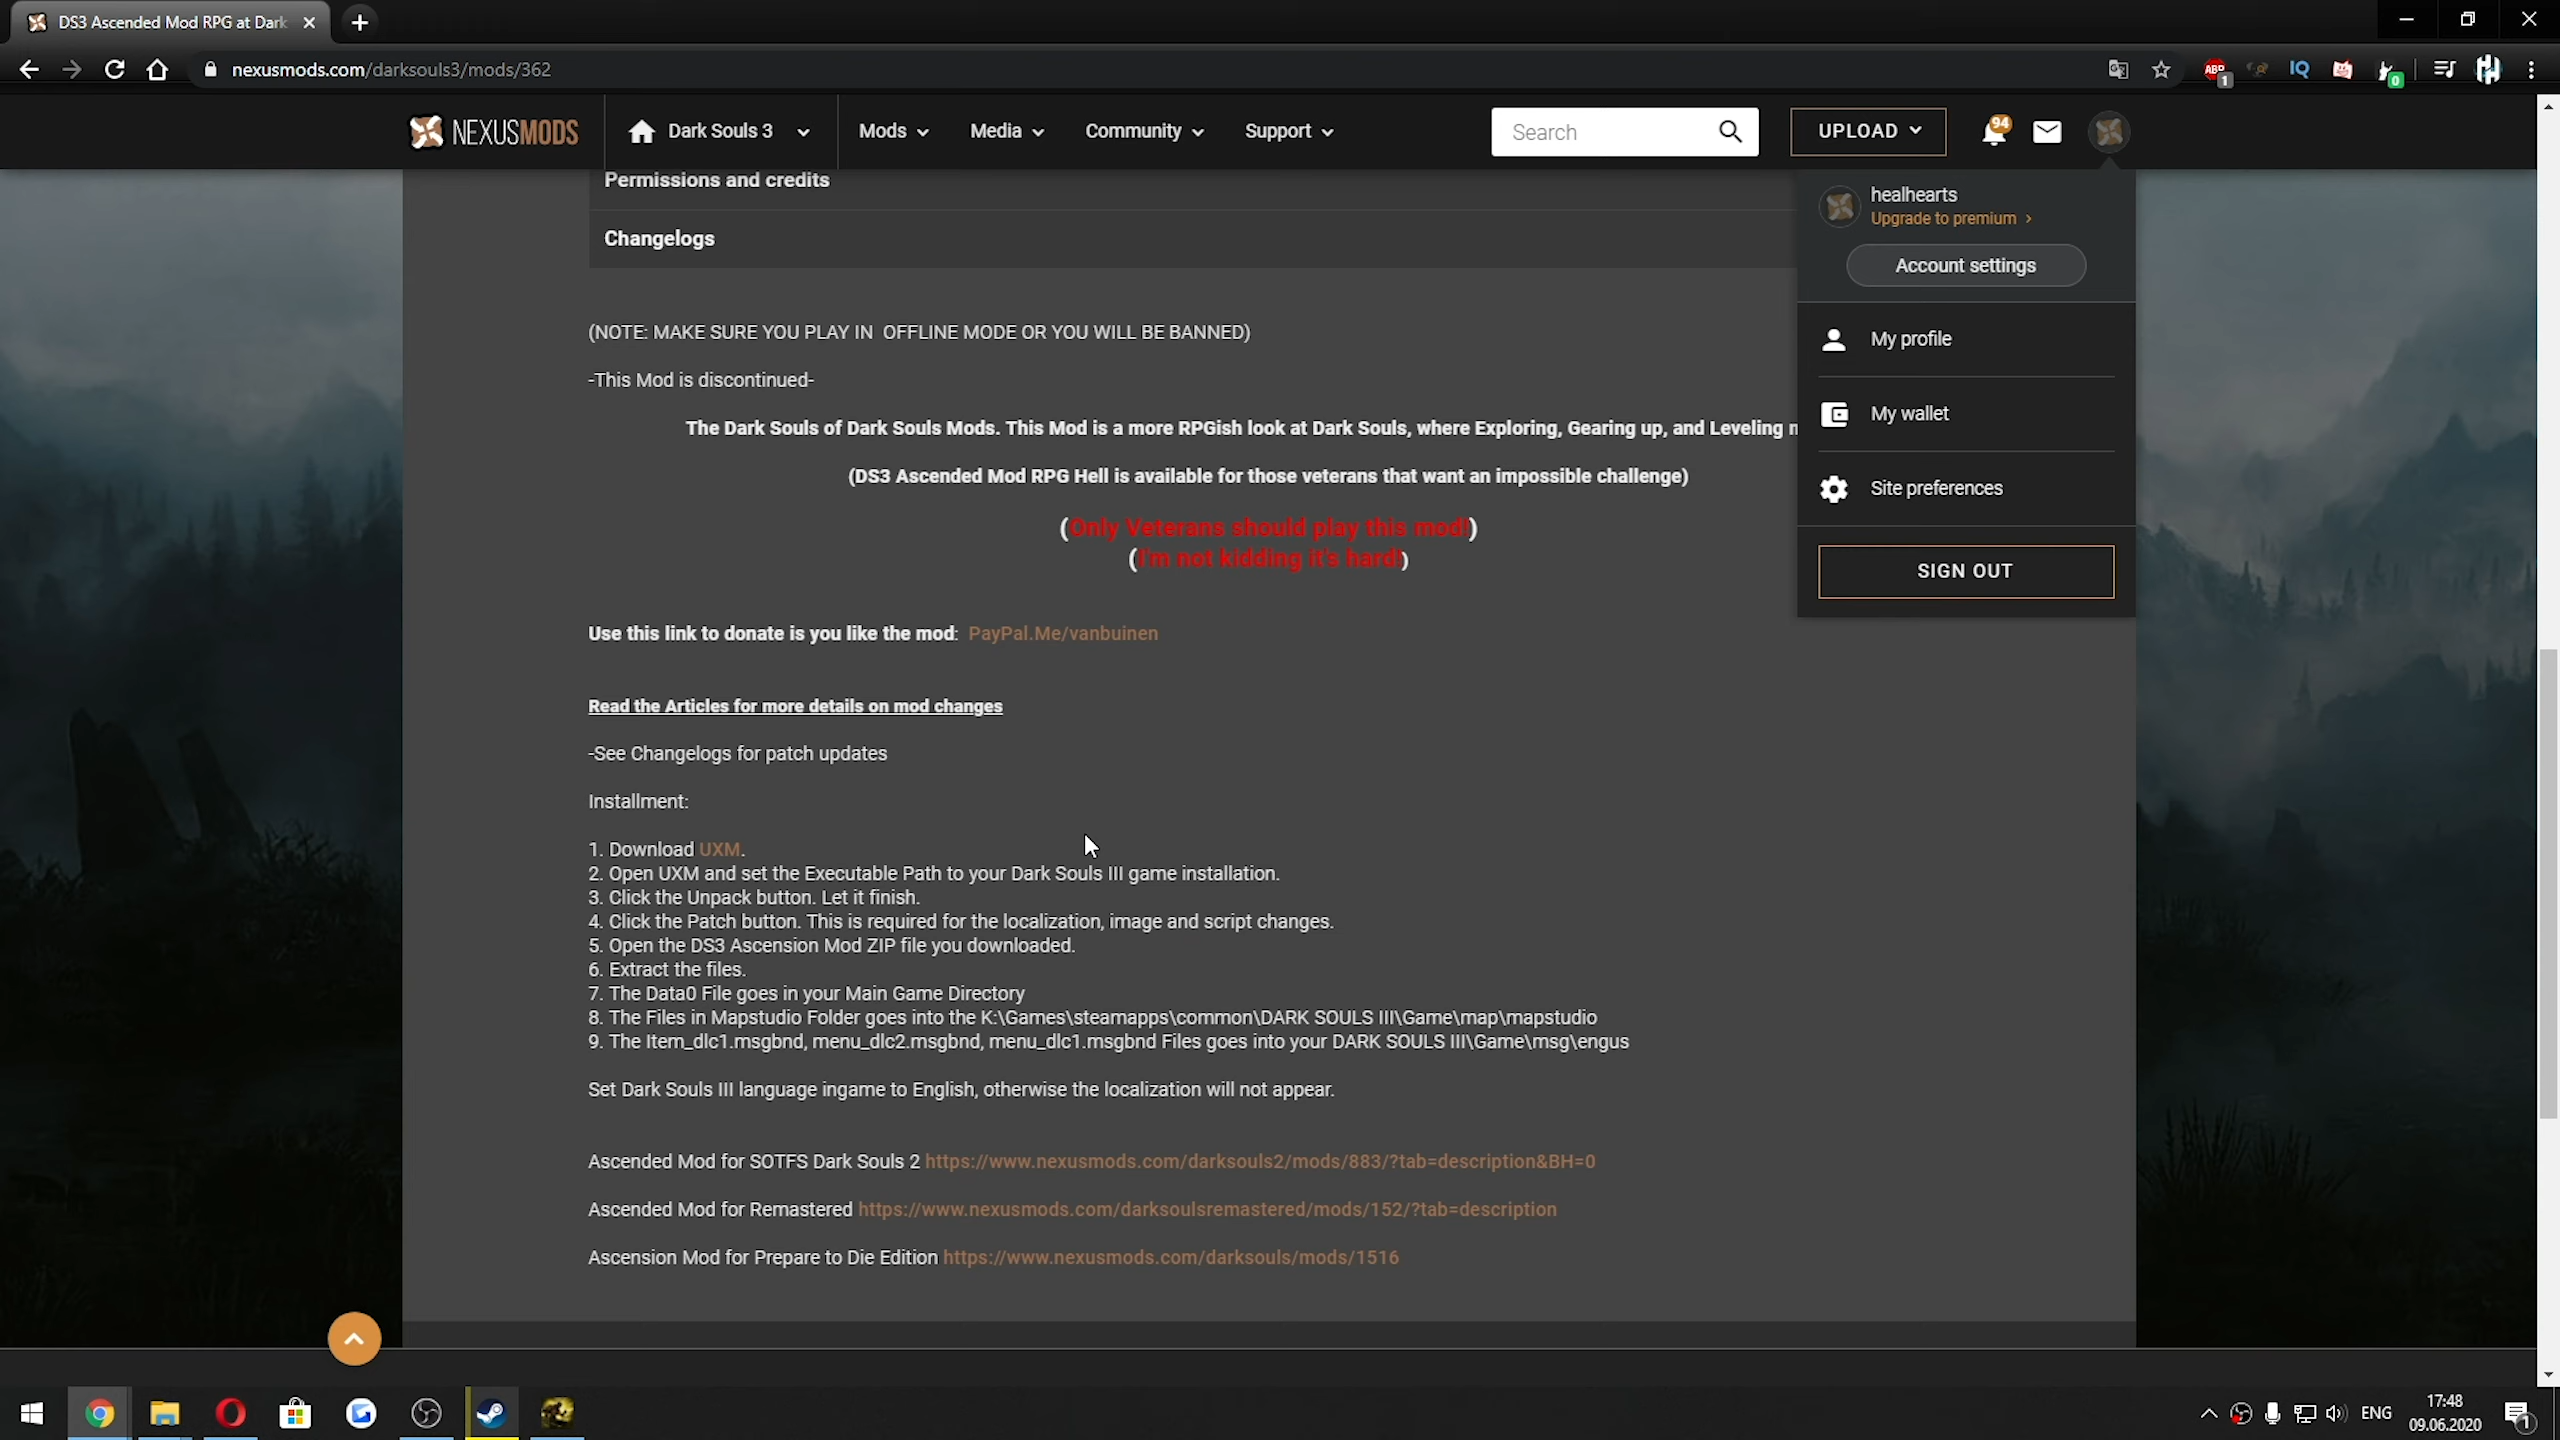 DS3 Ascended Mod RPG at Dark
nexusmods.com/darksouls3/mods/362
ABP
1
IQ
0
NEXUSMODS
Dark Souls 3
Mods
Media
Community
Support
Search
UPLOAD
94
Permissions and credits
Changelogs
healhearts
Upgrade to premium
Account settings
My profile
My wallet
Site preferences
SIGN OUT
(NOTE: MAKE SURE YOU PLAY IN  OFFLINE MODE OR YOU WILL BE BANNED)
-This Mod is discontinued-
The Dark Souls of Dark Souls Mods. This Mod is a more RPGish look at Dark Souls, where Exploring, Gearing up, and Leveling
(DS3 Ascended Mod RPG Hell is available for those veterans that want an impossible challenge)
(Only Veterans should play this mod!)
(I'm not kidding it's hard!)
Use this link to donate is you like the mod:  PayPal.Me/vanbuinen
Read the Articles for more details on mod changes
-See Changelogs for patch updates
Installment:
1. Download UXM.
2. Open UXM and set the Executable Path to your Dark Souls III game installation.
3. Click the Unpack button. Let it finish.
4. Click the Patch button. This is required for the localization, image and script changes.
5. Open the DS3 Ascension Mod ZIP file you downloaded.
6. Extract the files.
7. The Data0 File goes in your Main Game Directory
8. The Files in Mapstudio Folder goes into the K:\Games\steamapps\common\DARK SOULS III\Game\map\mapstudio
9. The Item_dlc1.msgbnd, menu_dlc2.msgbnd, menu_dlc1.msgbnd Files goes into your DARK SOULS III\Game\msg\engus
Set Dark Souls III language ingame to English, otherwise the localization will not appear.
Ascended Mod for SOTFS Dark Souls 2 https://www.nexusmods.com/darksouls2/mods/883/?tab=description&BH=0
Ascended Mod for Remastered https://www.nexusmods.com/darksoulsremastered/mods/152/?tab=description
Ascension Mod for Prepare to Die Edition https://www.nexusmods.com/darksouls/mods/1516
ENG
17:48
09.06.2020
1